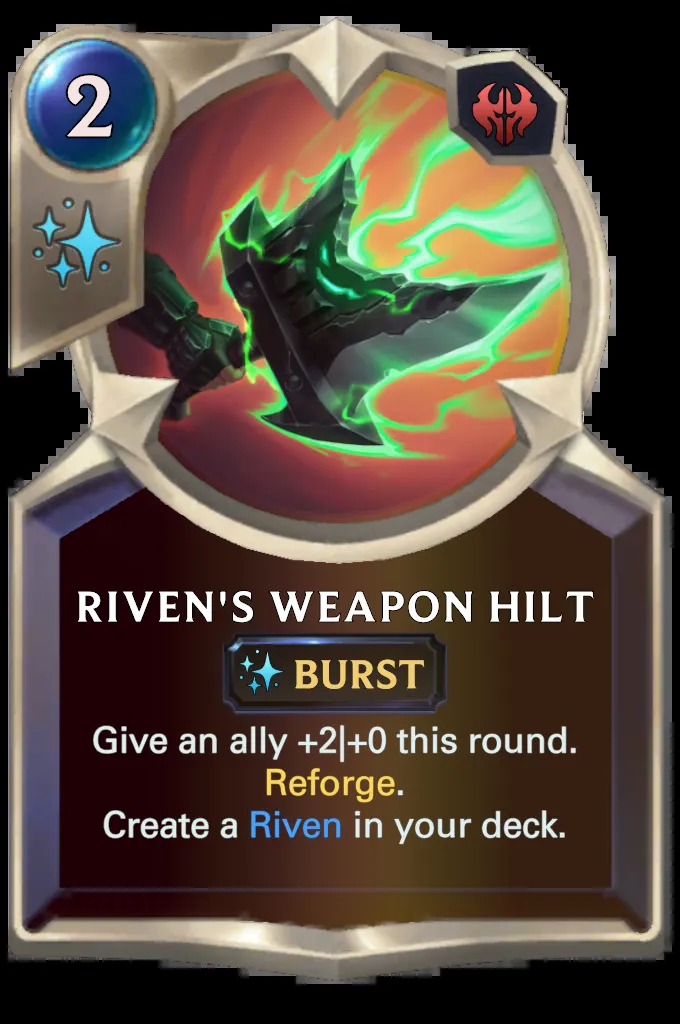 2
RIVEN'S WEAPON HILT
BURST
Give an ally +2|+0 this round.
Reforge.
Create a Riven in your deck.